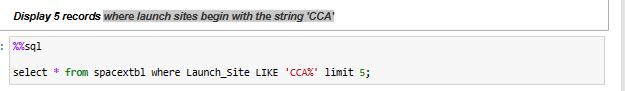 Display 5 records where launch sites begin with the string 'CCA'
: %%sql
select * from spacextbl where Launch_Site LIKE 'CCA%' limit 5;